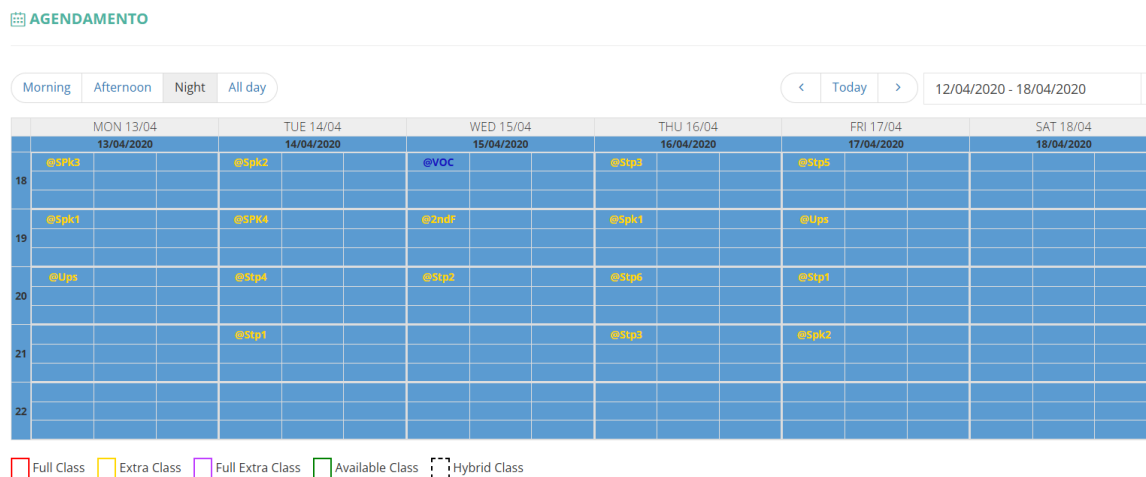 AGENDAMENTO
Morning Afternoon Night All day < Today > 12/04/2020 - 18/04/2020
MON 13/04 TUE 14/04 WED 15/04 THU 16/04 FRI 17/04 SAT 18/04
13/04/2020 14/04/2020 15/04/2020 16/04/2020 17/04/2020 18/04/2020
@SPk3 @Spk2 @VOC @Stp3 @Stp5
18
@Spk1 @SPK4 @2ndF @Spk1 @Ups
19
@Ups @Stp4 @Stp2 @Stp6 @Stp1
20
@Stp1 @Stp3 @Spk2
21
22
Full Class Extra Class Full Extra Class Available Class Hybrid Class